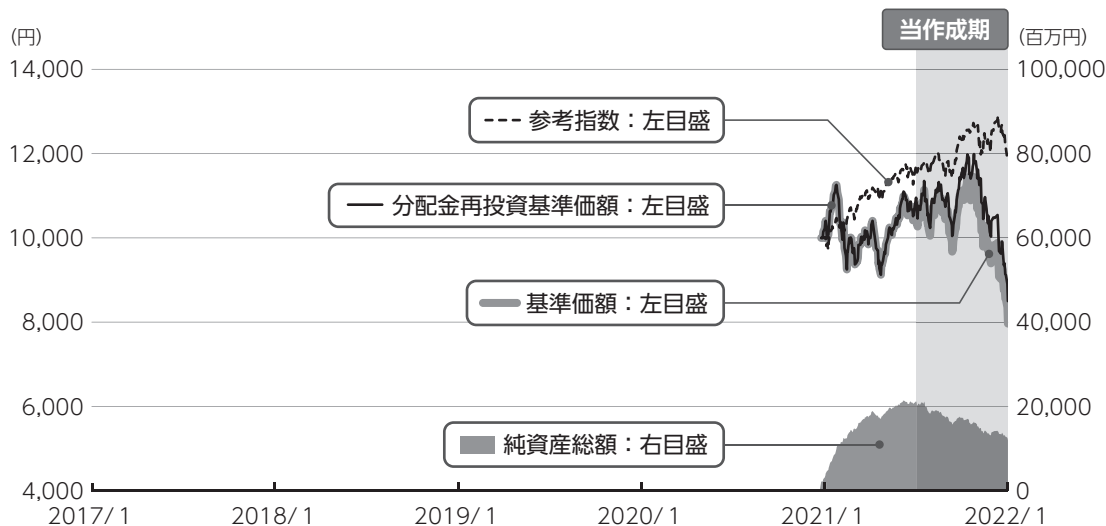 当作成期
(円)
(百万円)
14,000
100,000
参考指数：左目盛
12,000
80,000
分配金再投資基準価額：左目盛
10,000
60,000
基準価額：左目盛
8,000
40,000
6,000
20,000
純資産総額：右目盛
4,000
0
2017/1 2018/1 2019/1 2020/1 2021/1 2022/1